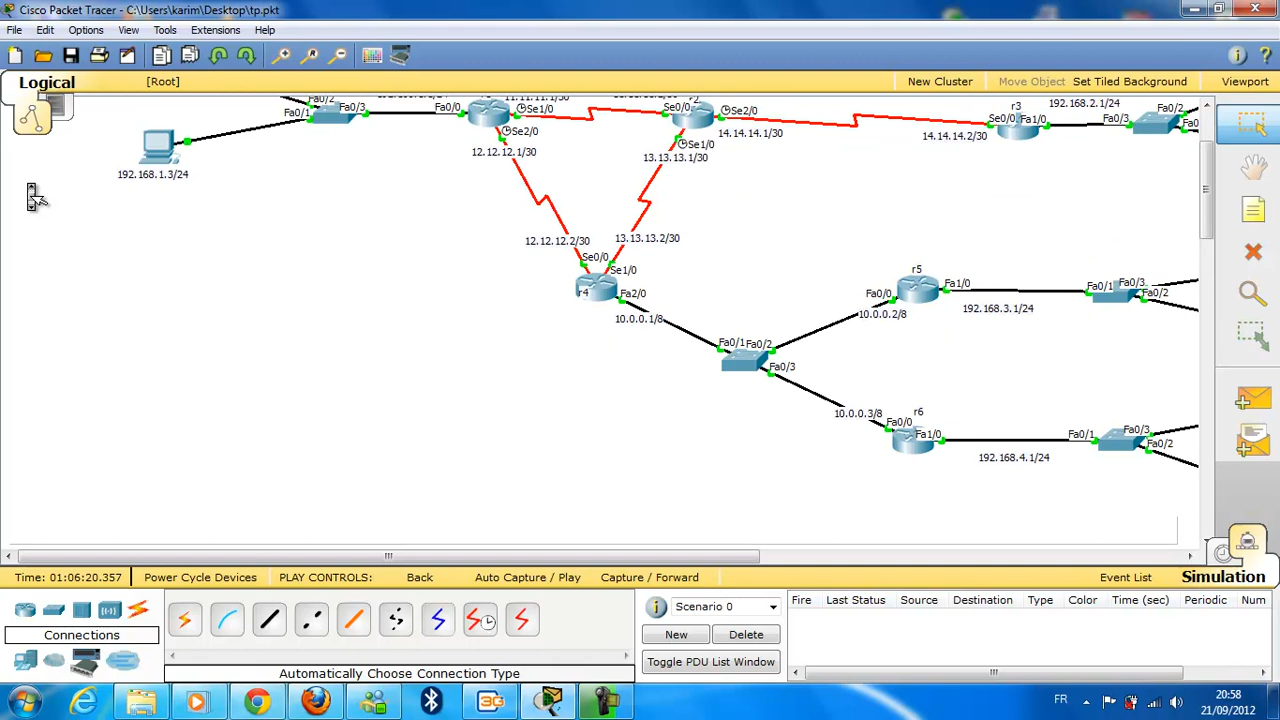 Cisco Packet Tracer - C:\Users\karim\Desktop\tp.pkt
File Edit Options View Tools Extensions Help
Logical [Root] New Cluster Move Object Set Tiled Background Viewport
Fa0/1
Fa0/3
Fa0/0
Se1/0
Se2/0
12.12.12.1/30
192.168.1.3/24
Se0/0
Se2/0
14.14.14.1/30
Se1/0
13.13.13.1/30
r3
Se0/0
Fa1/0
14.14.14.2/30
192.168.2.1/24
Fa0/3
Fa0/2
12.12.12.2/30
13.13.13.2/30
Se0/0
Se1/0
r4
Fa2/0
10.0.0.1/8
r5
Fa0/0
Fa1/0
10.0.0.2/8
192.168.3.1/24
Fa0/1
Fa0/3
Fa0/2
Fa0/1
Fa0/2
Fa0/3
10.0.0.3/8
r6
Fa0/0
Fa1/0
192.168.4.1/24
Fa0/1
Fa0/3
Fa0/2
Time: 01:06:20.357 Power Cycle Devices PLAY CONTROLS: Back Auto Capture / Play Capture / Forward Event List Simulation
Connections
Automatically Choose Connection Type
Scenario 0
New Delete
Toggle PDU List Window
Fire Last Status Source Destination Type Color Time (sec) Periodic Num
3G
FR
20:58
21/09/2012